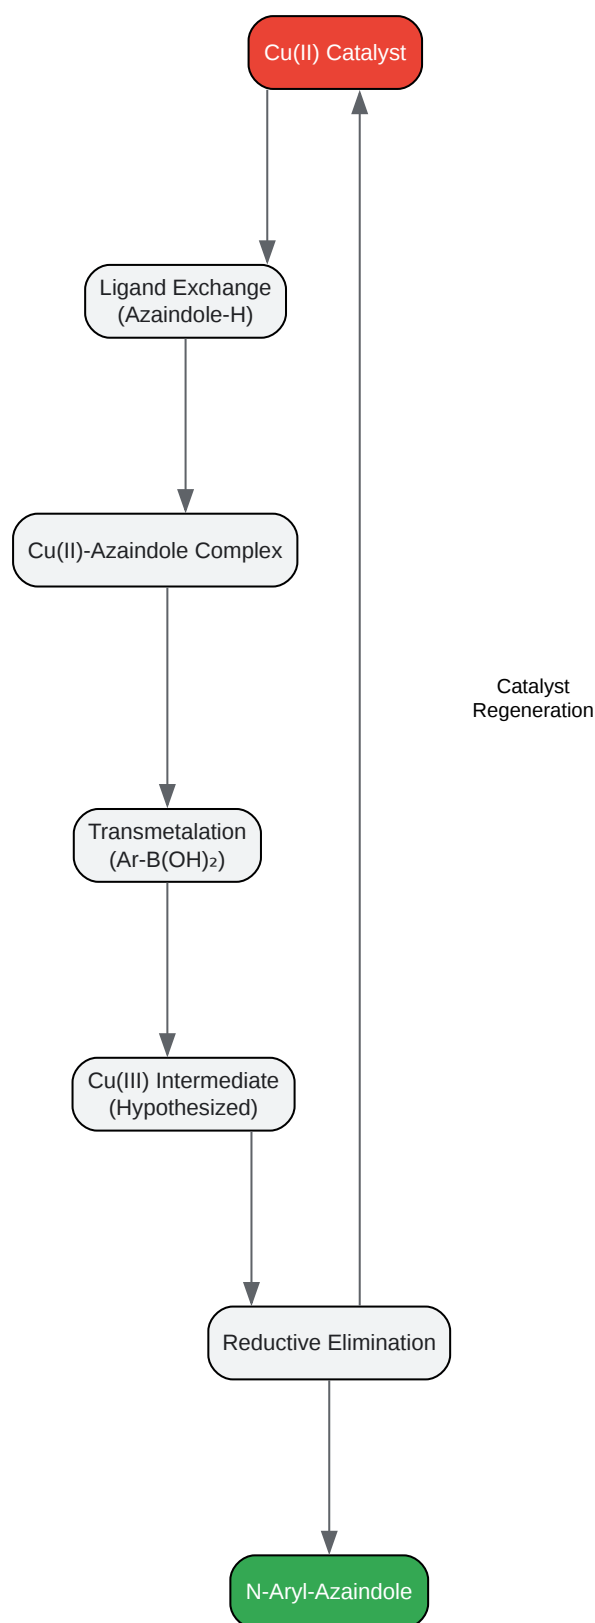 Cu(II) Catalyst
Ligand Exchange
(Azaindole-H)
Cu(II)-Azaindole Complex
Catalyst
Regeneration
Transmetalation
(Ar-B(OH)₂)
Cu(III) Intermediate
(Hypothesized)
Reductive Elimination
N-Aryl-Azaindole